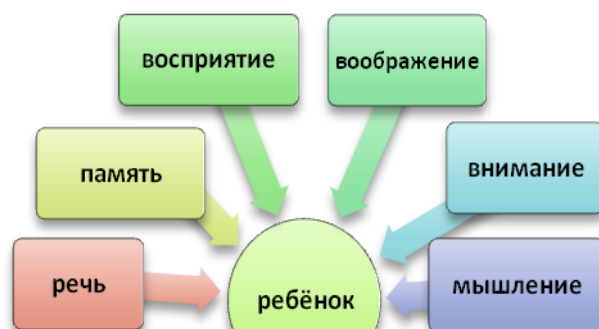 восприятие
воображение
память
внимание
речь
ребёнок
мышление